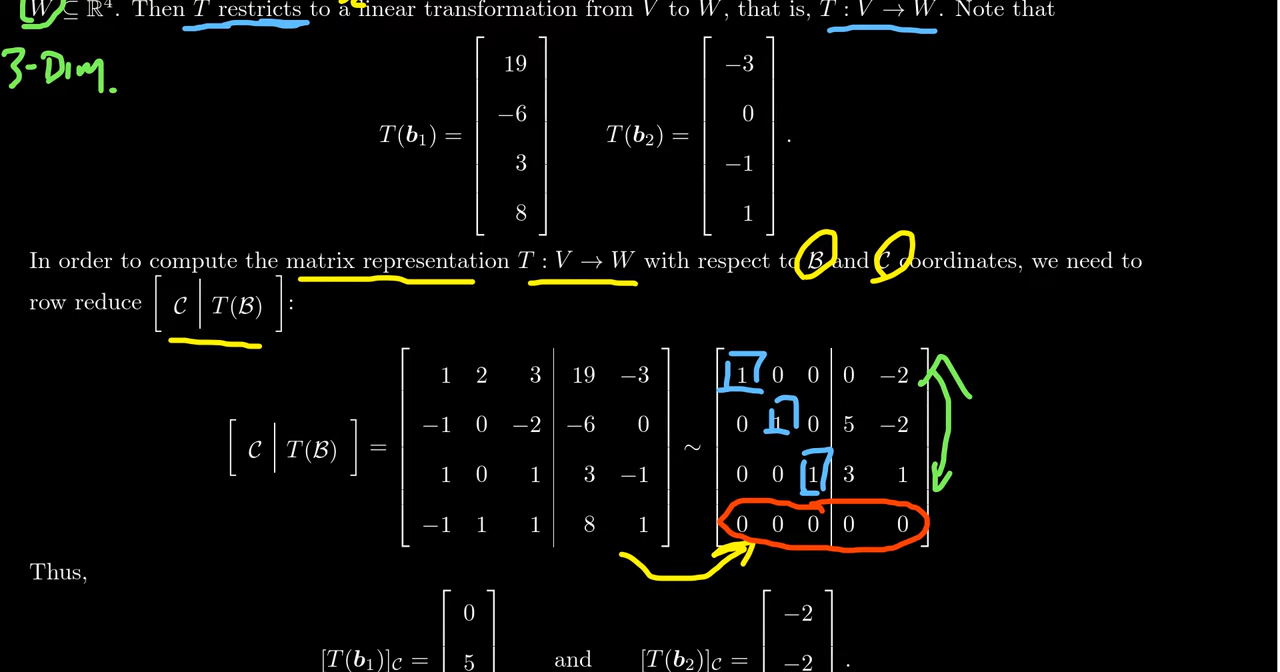 W ⊆ ℝ⁴. Then T restricts to a linear transformation from V to W, that is, T : V → W. Note that
3-Dim.
T(b₁) = [ 19 −6 3 8 ] T(b₂) = [ −3 0 −1 1 ] .
In order to compute the matrix representation T : V → W with respect to ℬ and 𝒞 coordinates, we need to
row reduce [ 𝒞 | T(ℬ) ]:
[ 𝒞 | T(ℬ) ] = [ 1 2 3 | 19 −3
−1 0 −2 | −6 0
1 0 1 | 3 −1
−1 1 1 | 8 1 ] ∼ [ 1 0 0 | 0 −2
0 1 0 | 5 −2
0 0 1 | 3 1
0 0 0 | 0 0 ]
Thus,
[T(b₁)]𝒞 = [ 0 5 and [T(b₂)]𝒞 = [ −2 −2 .